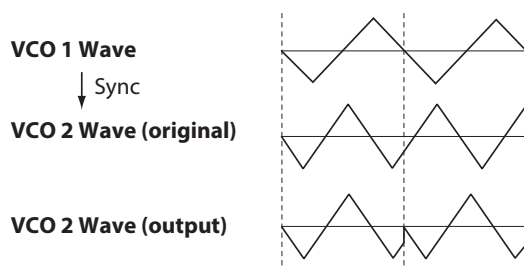 VCO 1 Wave
Sync
VCO 2 Wave (original)
VCO 2 Wave (output)